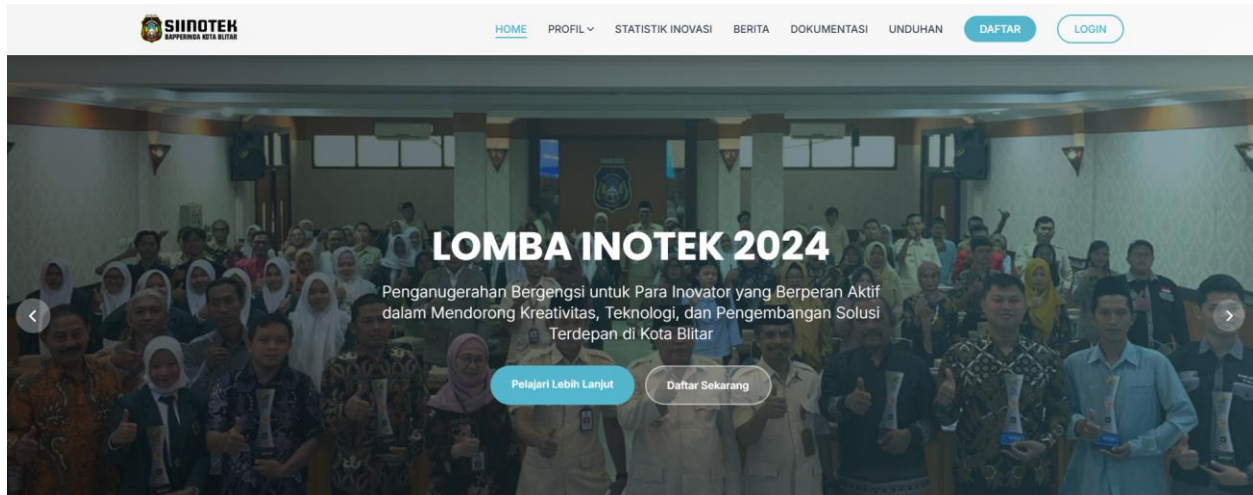 SIINOTEK
BAPPERINDA KOTA BLITAR
HOME PROFIL STATISTIK INOVASI BERITA DOKUMENTASI UNDUHAN DAFTAR LOGIN
LOMBA INOTEK 2024
Penganugerahan Bergengsi untuk Para Inovator yang Berperan Aktif
dalam Mendorong Kreativitas, Teknologi, dan Pengembangan Solusi
Terdepan di Kota Blitar
Pelajari Lebih Lanjut Daftar Sekarang